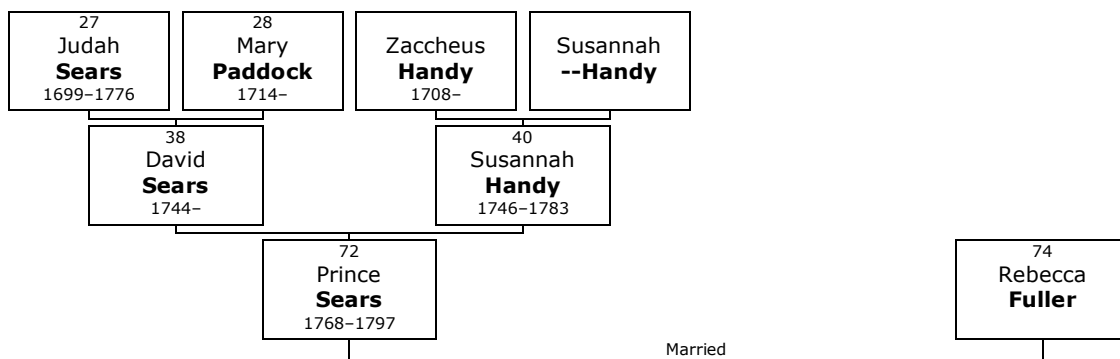 27
Judah
Sears
1699–1776
28
Mary
Paddock
1714–
Zaccheus
Handy
1708–
Susannah
--Handy
38
David
Sears
1744–
40
Susannah
Handy
1746–1783
72
Prince
Sears
1768–1797
74
Rebecca
Fuller
Married